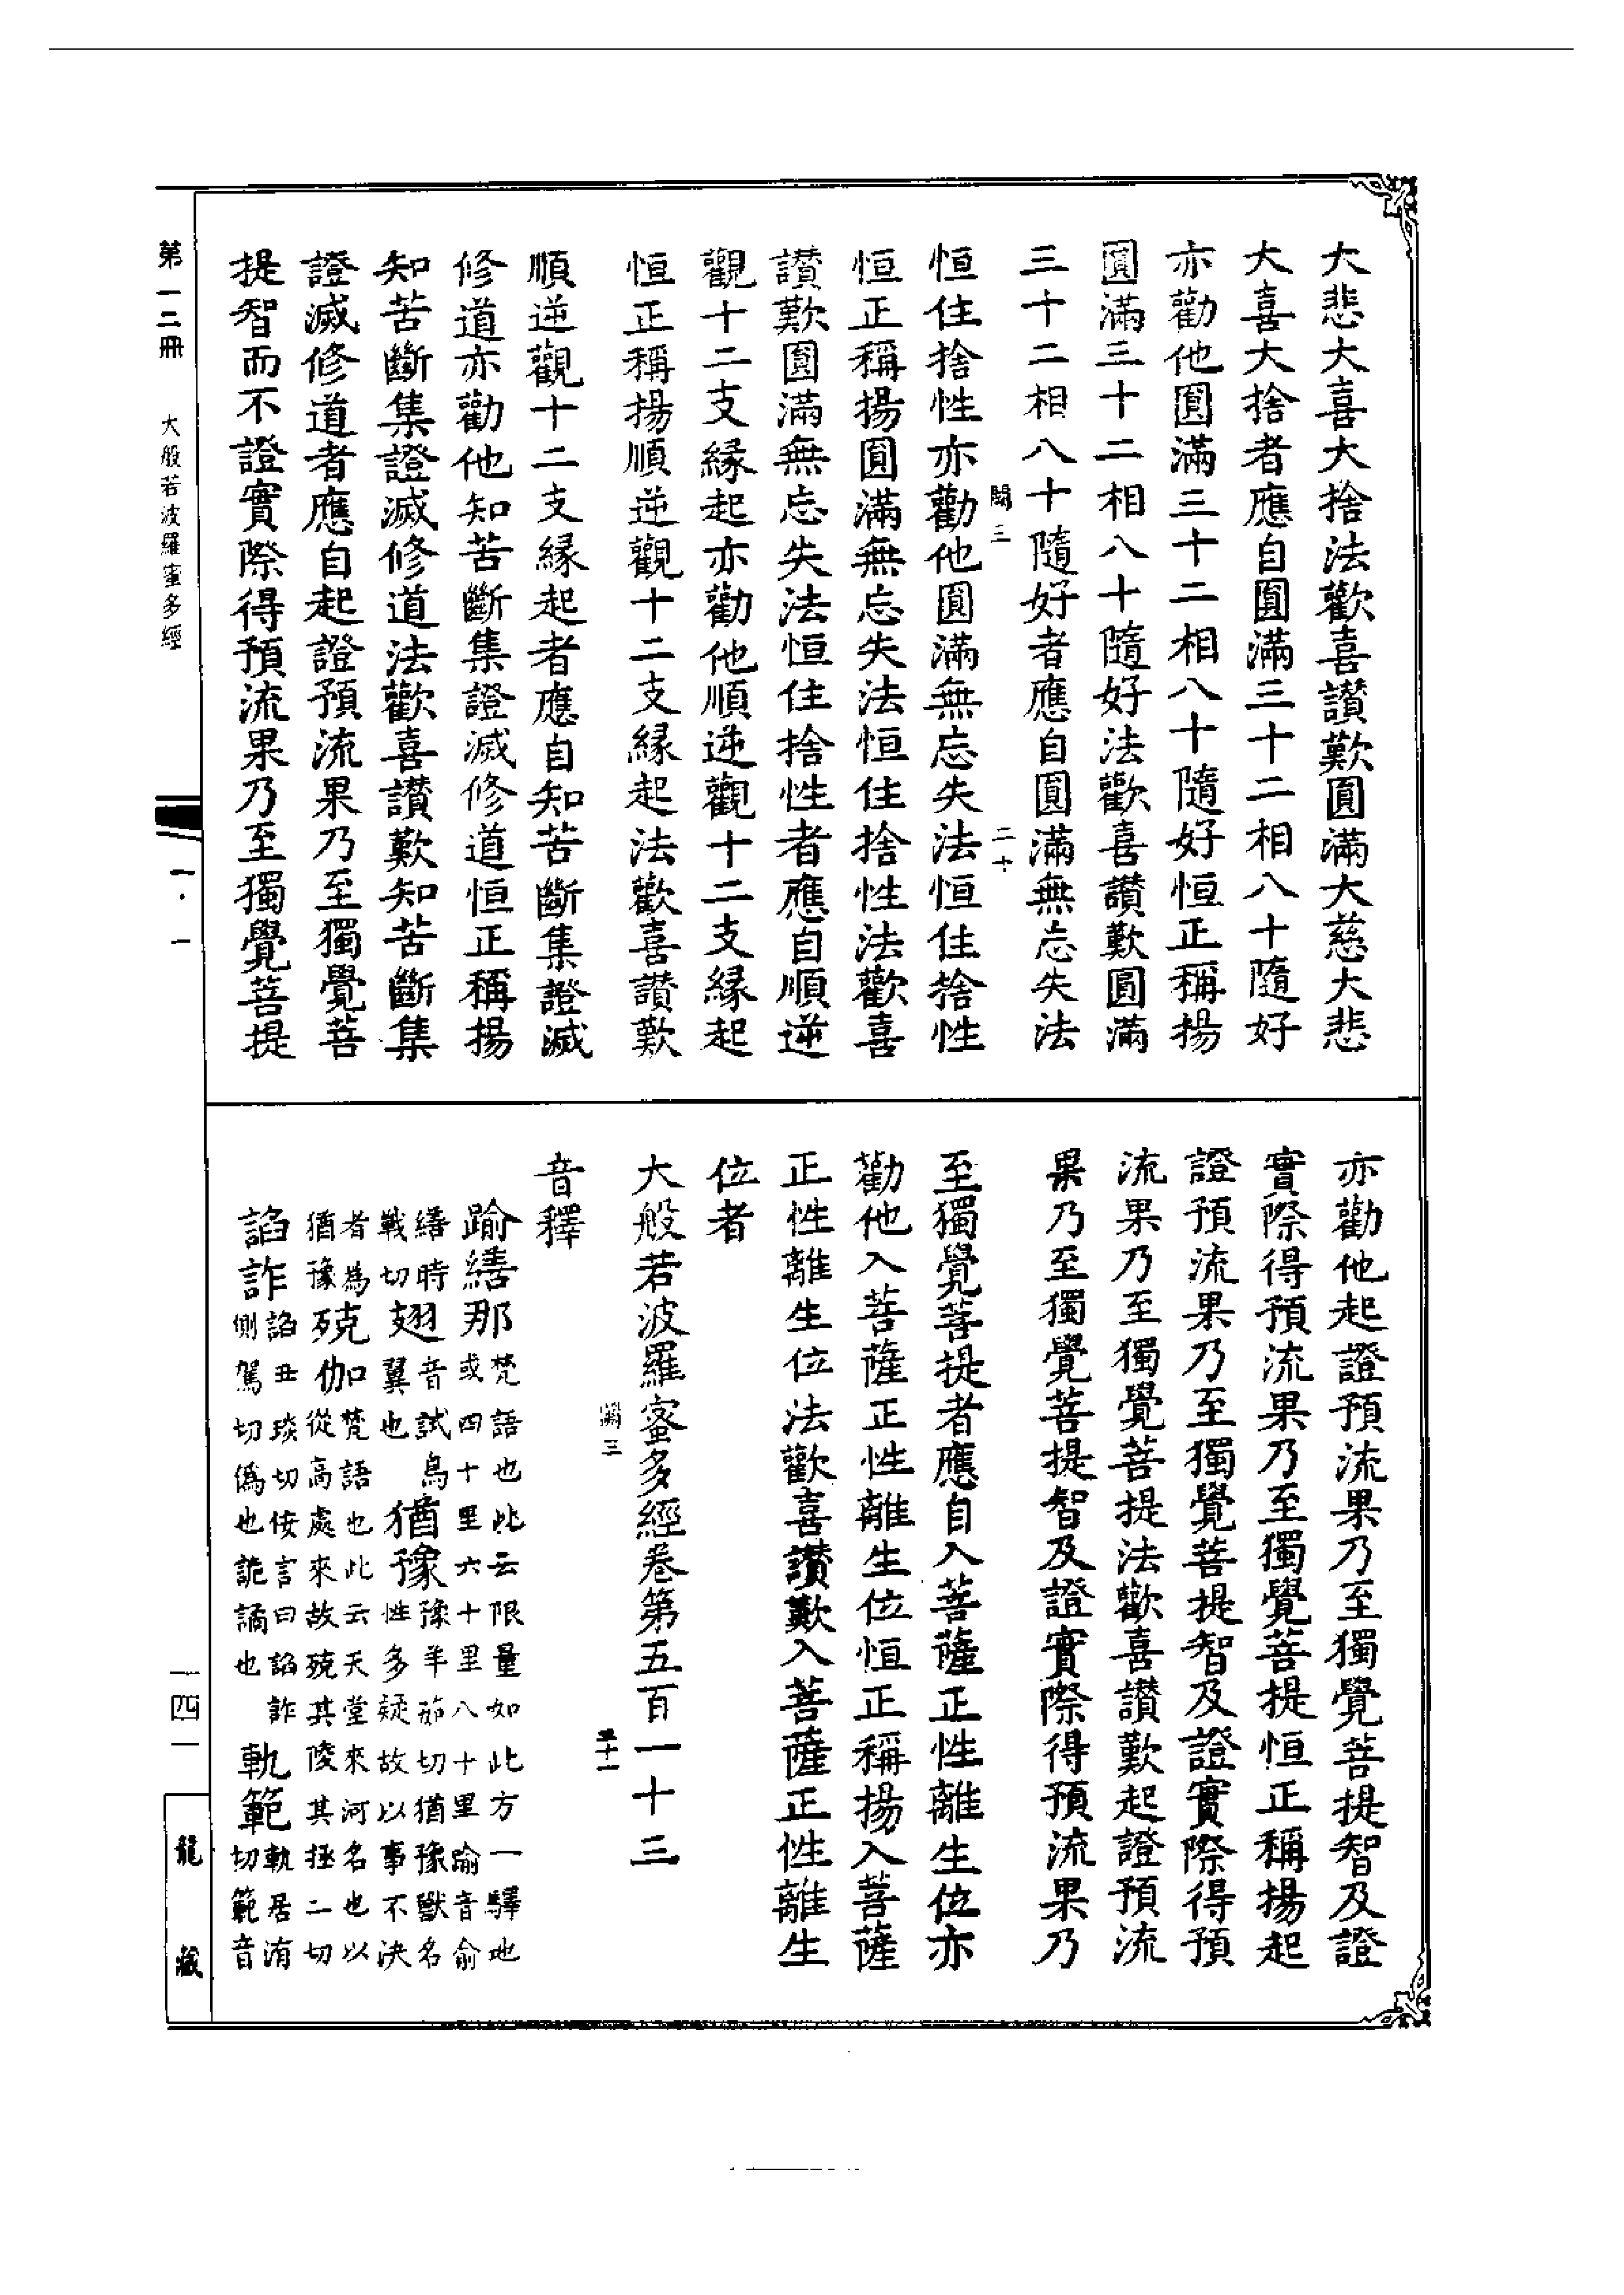 大悲大喜大捨法歡喜讚歎圓滿大慈大悲
大喜大捨者應自圓滿三十二相八十隨好
亦勸他圓滿三十二相八十隨好恒正稱揚
圓滿三十二相八十隨好法歡喜讚歎圓滿
三十二相八十隨好者應自圓滿無忘失法
三 二十
恒住捨性亦勸他圓滿無忘失法恒住捨性
恒正稱揚圓滿無忘失法恒住捨性法歡喜
讚歎圓滿無忘失法恒住捨性者應自順逆
觀十二支緣起亦勸他順逆觀十二支緣起
恒正稱揚順逆觀十二支緣起法歡喜讚歎
順逆觀十二支緣起者應自知苦斷集證滅
修道亦勸他知苦斷集證滅修道恒正稱揚
知苦斷集證滅修道法歡喜讚歎知苦斷集
證滅修道者應自起證預流果乃至獨覺菩
提智而不證實際得預流果乃至獨覺菩提
亦勸他起證預流果乃至獨覺菩提智及證
實際得預流果乃至獨覺菩提恒正稱揚起
證預流果乃至獨覺菩提智及證實際得預
流果乃至獨覺菩提法歡喜讚歎起證預流
果乃至獨覺菩提智及證實際得預流果乃
至獨覺菩提者應自入菩薩正性離生位亦
勸他入菩薩正性離生位恒正稱揚入菩薩
正性離生位法歡喜讚歎入菩薩正性離生
位者
大般若波羅蜜多經卷第五百一十三
三 二十一
音釋
踰繕那 梵語也此云限量如此方一驛地或四十里六十里八十里踰音俞
繕時戰切 翅 音試鳥翼也 猶豫 豫羊茹切猶豫獸名性多疑故以事不決
者為猶豫 殑伽 梵語也此云天堂來河名也以從高處來故殑其陵其拯二切
諂詐 諂丑琰切佞言曰諂詐側駕切偽也詭譎也 軌範 軌居洧切範音
第一二冊 大般若波羅蜜多經
一·一
一四一
龍藏